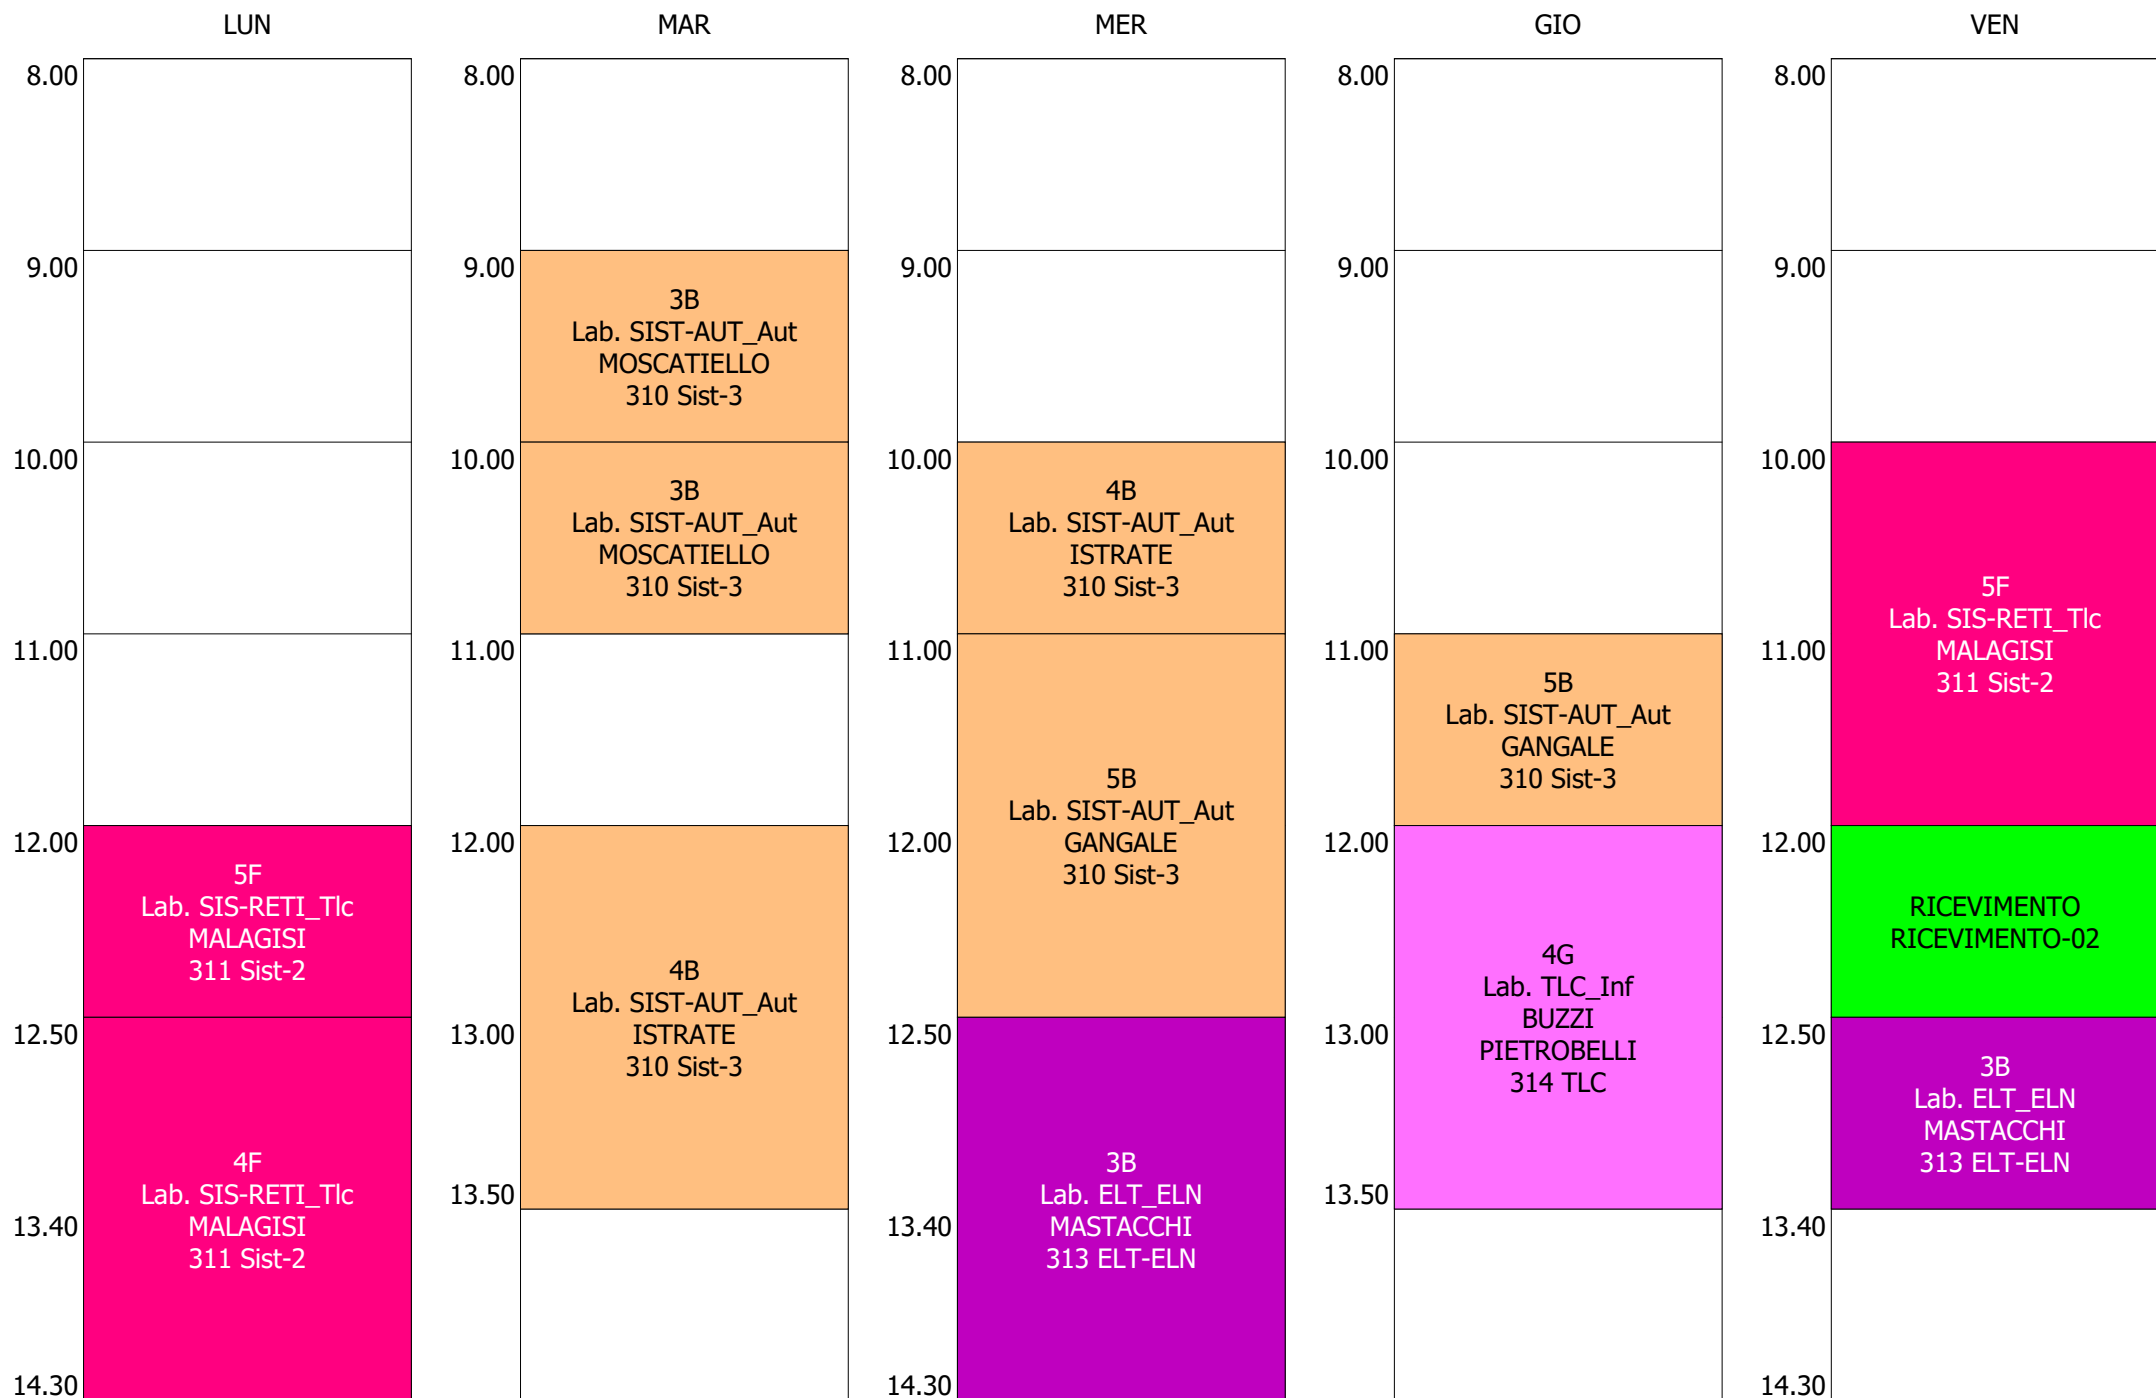 LUN
MAR
MER
GIO
VEN
8.00
9.00
10.00
11.00
12.00
5F
Lab. SIS-RETI_Tlc
MALAGISI
311 Sist-2
12.50
4F
Lab. SIS-RETI_Tlc
MALAGISI
311 Sist-2
13.40
14.30
8.00
9.00
3B
Lab. SIST-AUT_Aut
MOSCATIELLO
310 Sist-3
10.00
3B
Lab. SIST-AUT_Aut
MOSCATIELLO
310 Sist-3
11.00
12.00
4B
Lab. SIST-AUT_Aut
ISTRATE
310 Sist-3
13.00
13.50
8.00
9.00
10.00
4B
Lab. SIST-AUT_Aut
ISTRATE
310 Sist-3
11.00
5B
Lab. SIST-AUT_Aut
GANGALE
310 Sist-3
12.00
12.50
3B
Lab. ELT_ELN
MASTACCHI
313 ELT-ELN
13.40
14.30
8.00
9.00
10.00
11.00
5B
Lab. SIST-AUT_Aut
GANGALE
310 Sist-3
12.00
4G
Lab. TLC_Inf
BUZZI
PIETROBELLI
314 TLC
13.00
13.50
8.00
9.00
10.00
5F
Lab. SIS-RETI_Tlc
MALAGISI
311 Sist-2
11.00
12.00
RICEVIMENTO
RICEVIMENTO-02
12.50
3B
Lab. ELT_ELN
MASTACCHI
313 ELT-ELN
13.40
14.30